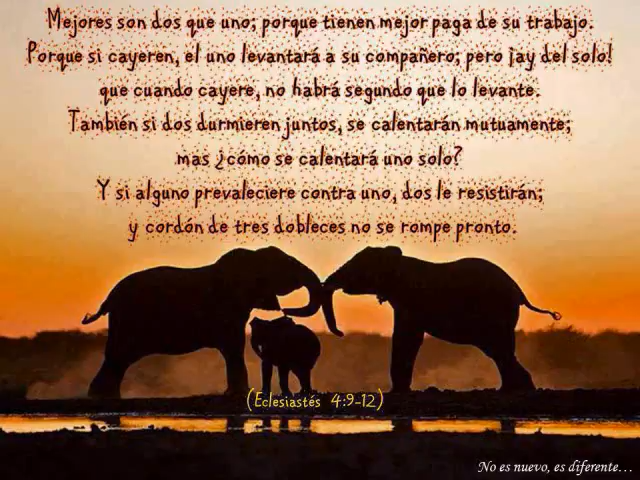 Mejores son dos que uno; porque tienen mejor paga de su trabajo.
Porque si cayeren, el uno levantará a su compañero; pero ¡ay del solo!
que cuando cayere, no habrá segundo que lo levante.
También si dos durmieren juntos, se calentarán mutuamente;
mas ¿cómo se calentará uno solo?
Y si alguno prevaleciere contra uno, dos le resistirán;
y cordón de tres dobleces no se rompe pronto.
(Eclesiastés 4:9-12)
No es nuevo, es diferente...